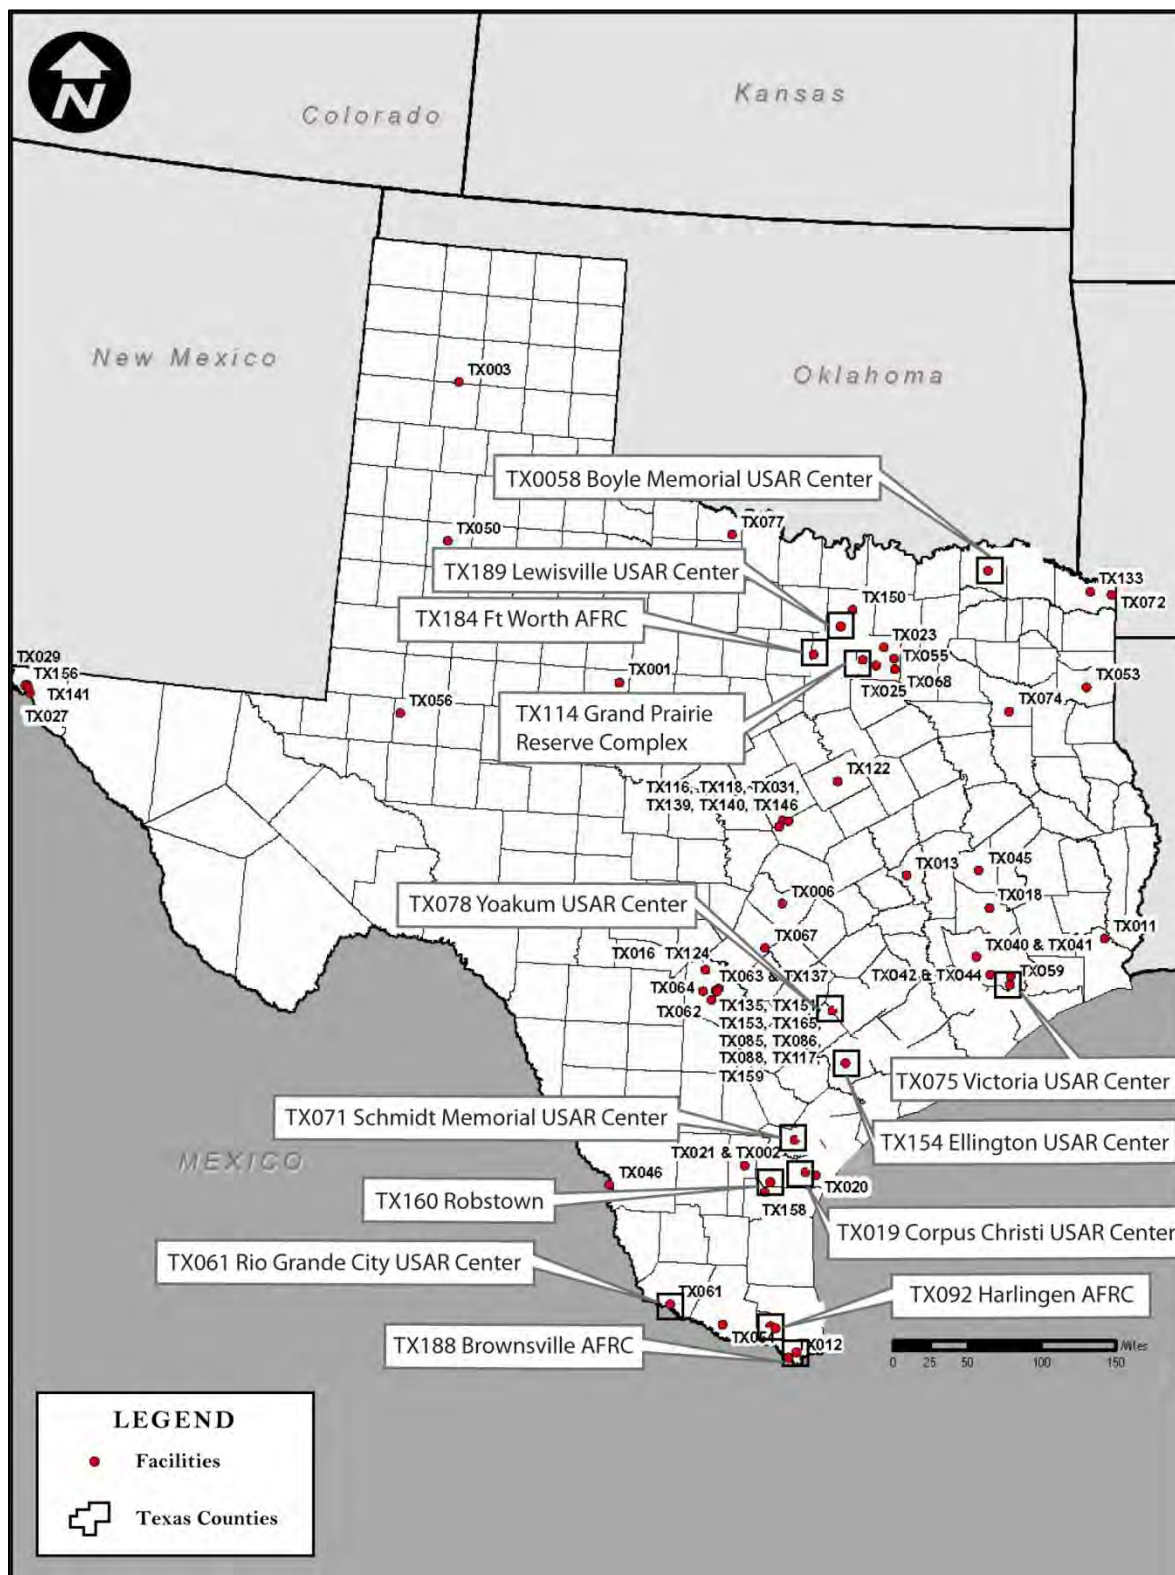 N
Colorado
Kansas
New Mexico
Oklahoma
TX003
TX0058 Boyle Memorial USAR Center
TX077
TX050
TX189 Lewisville USAR Center
TX133
TX072
TX150
TX184 Ft Worth AFRC
TX023
TX055
TX068
TX025
TX053
TX029
TX156
TX141
TX027
TX001
TX056
TX074
TX114 Grand Prairie
Reserve Complex
TX122
TX116, TX118, TX031,
TX139, TX140, TX146
TX013
TX045
TX006
TX018
TX078 Yoakum USAR Center
TX011
TX067
TX040 & TX041
TX016 TX124
TX063 & TX137
TX042 & TX044
TX059
TX064
TX062
TX135, TX151,
TX153, TX165,
TX085, TX086,
TX088, TX117,
TX159
TX075 Victoria USAR Center
TX071 Schmidt Memorial USAR Center
TX154 Ellington USAR Center
MEXICO
TX021 & TX002
TX046
TX020
TX160 Robstown
TX158
TX019 Corpus Christi USAR Center
TX061 Rio Grande City USAR Center
TX061
TX092 Harlingen AFRC
TX054
TX012
TX188 Brownsville AFRC
Miles
0 25 50 100 150
LEGEND
Facilities
Texas Counties